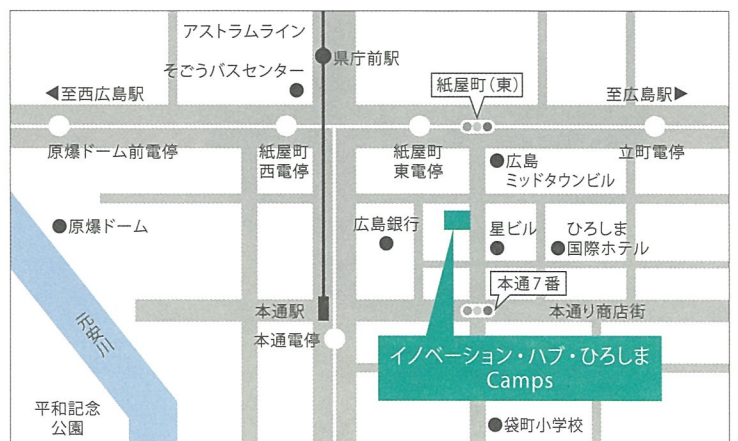 アストラムライン
県庁前駅
そごうバスセンター
紙屋町（東）
◀至西広島駅
至広島駅▶
原爆ドーム前電停
紙屋町
西電停
紙屋町
東電停
立町電停
広島
ミッドタウンビル
原爆ドーム
広島銀行
星ビル
ひろしま
国際ホテル
本通7番
本通駅
本通り商店街
本通電停
元安川
イノベーション・ハブ・ひろしま
Camps
平和記念
公園
袋町小学校